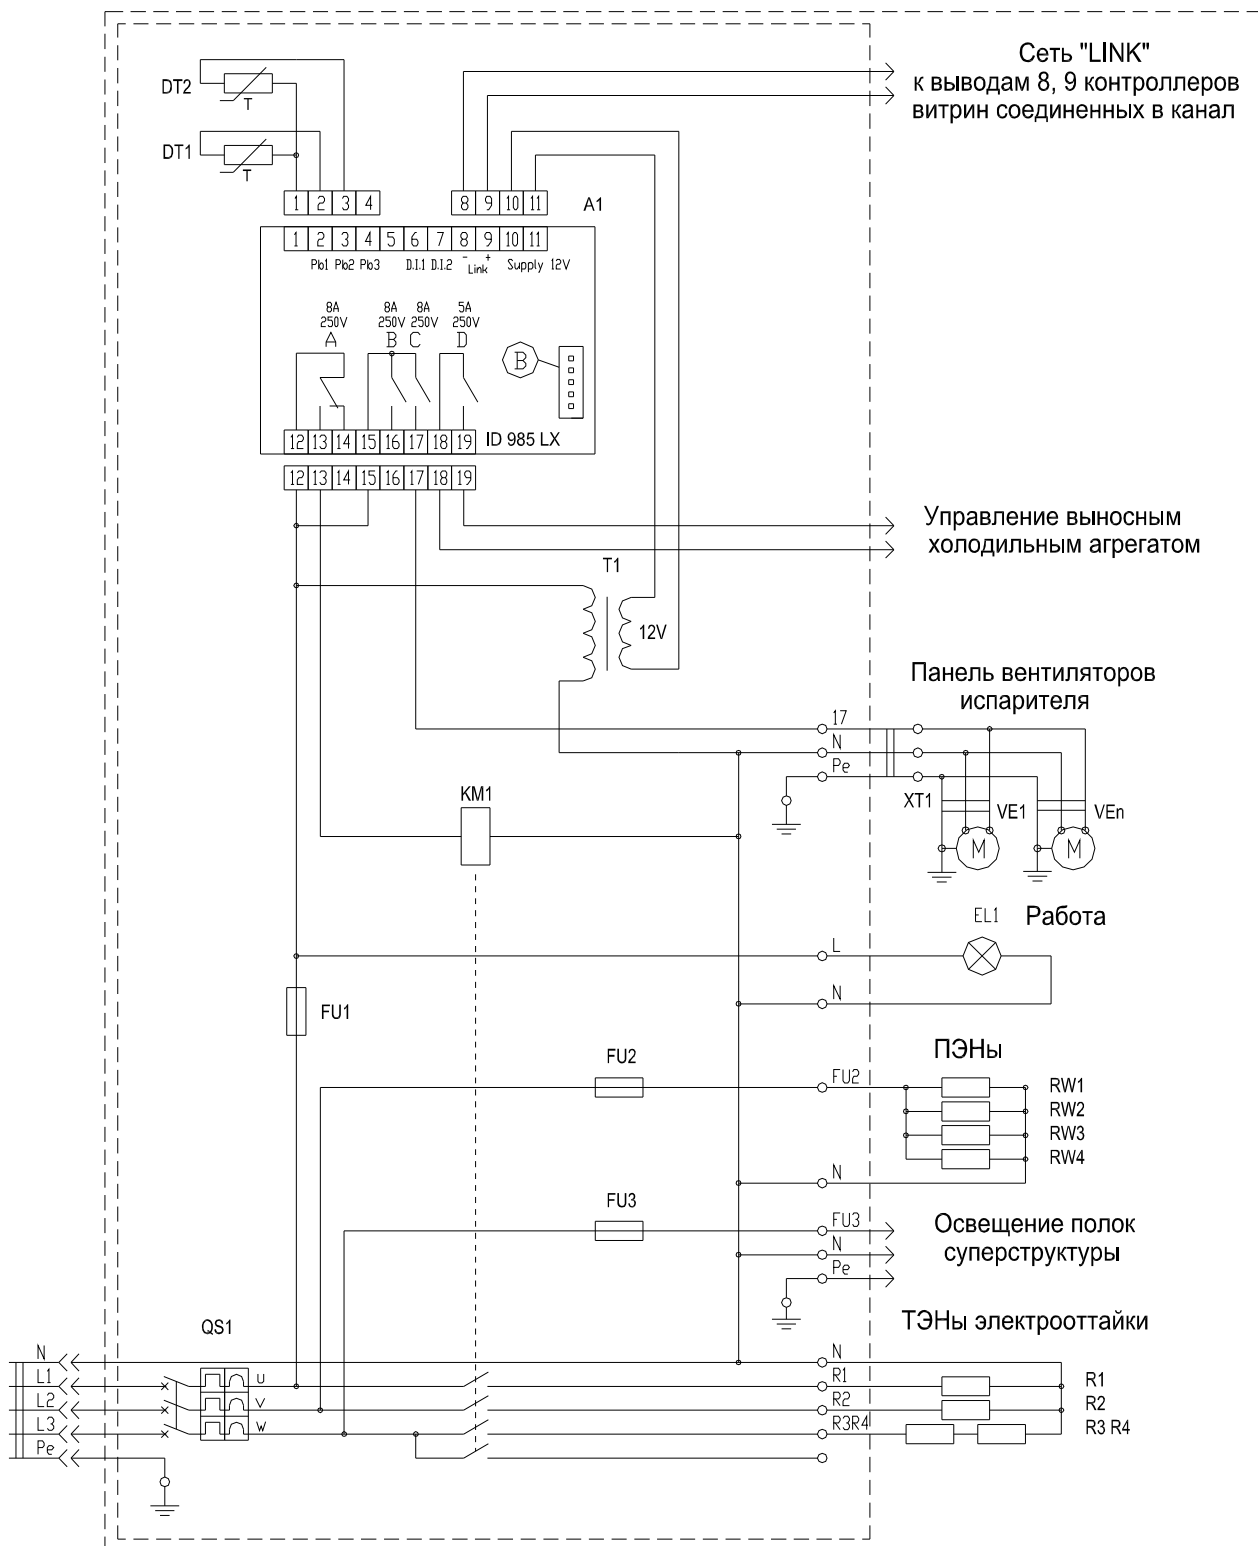 Сеть "LINK"
к выводам 8, 9 контроллеров
витрин соединенных в канал
DT2
T
DT1
T
1 2 3 4
8 9 10 11
A1
1 2 3 4 5 6 7 8 9 10 11
Pb1 Pb2 Pb3 D.I.1 D.I.2 - + Supply 12V
Link
8A 8A 8A 5A
250V 250V 250V 250V
A B C D
B
12 13 14 15 16 17 18 19
ID 985 LX
12 13 14 15 16 17 18 19
Управление выносным
холодильным агрегатом
T1
12V
Панель вентиляторов
испарителя
17
N
Pe
XT1
VE1
VEn
M
M
KM1
EL1
Работа
L
N
FU1
ПЭНы
FU2
FU2
RW1
RW2
RW3
RW4
N
FU3
FU3
N
Pe
Освещение полок
суперструктуры
ТЭНы электрооттайки
QS1
N
L1
L2
L3
Pe
U
V
W
N
R1
R2
R3R4
R1
R2
R3 R4